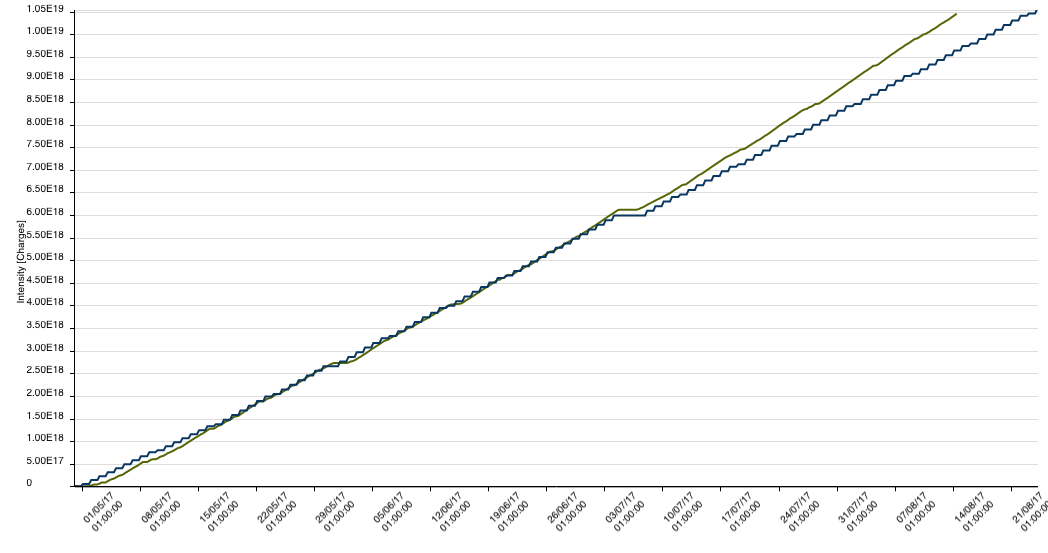 1.05E19
1.00E19
9.50E18
9.00E18
8.50E18
8.00E18
7.50E18
7.00E18
6.50E18
6.00E18
5.50E18
5.00E18
4.50E18
4.00E18
3.50E18
3.00E18
2.50E18
2.00E18
1.50E18
1.00E18
5.00E17
0
Intensity [Charges]
01/05/17
01:00:00
08/05/17
01:00:00
15/05/17
01:00:00
22/05/17
01:00:00
29/05/17
01:00:00
05/06/17
01:00:00
12/06/17
01:00:00
19/06/17
01:00:00
26/06/17
01:00:00
03/07/17
01:00:00
10/07/17
01:00:00
17/07/17
01:00:00
24/07/17
01:00:00
31/07/17
01:00:00
07/08/17
01:00:00
14/08/17
01:00:00
21/08/
01:00:00